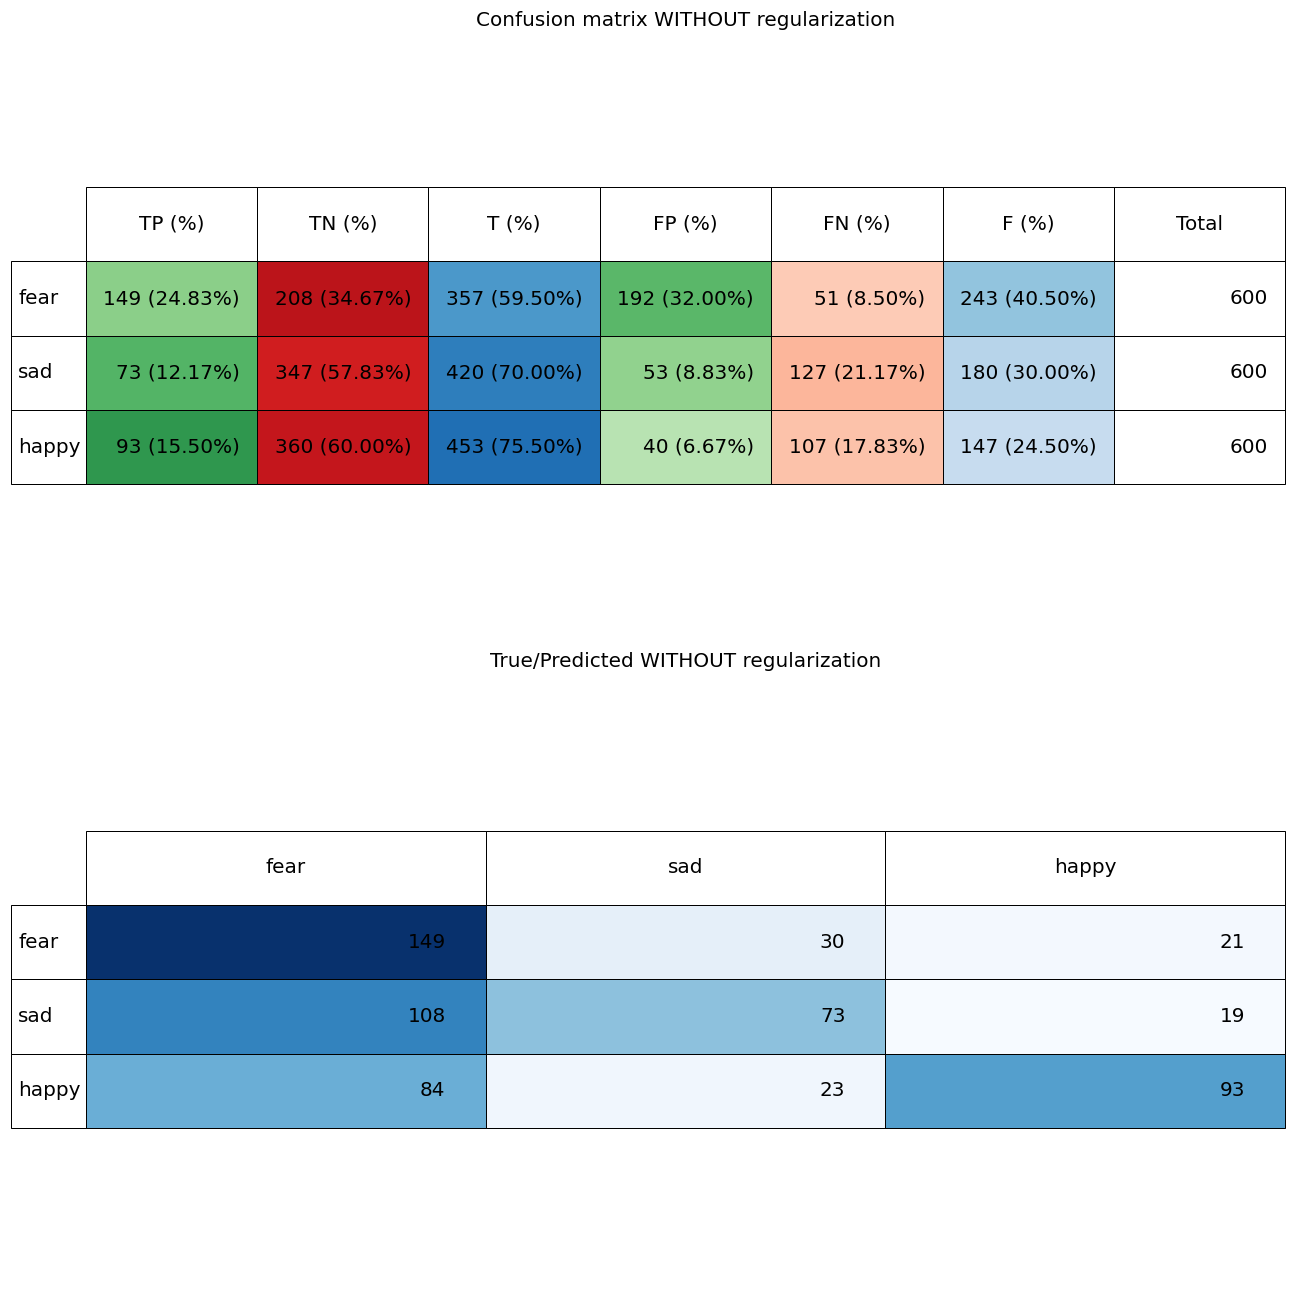 Confusion matrix WITHOUT regularization
TP (%) TN (%) T (%) FP (%) FN (%) F (%) Total
fear 149 (24.83%) 208 (34.67%) 357 (59.50%) 192 (32.00%) 51 (8.50%) 243 (40.50%) 600
sad 73 (12.17%) 347 (57.83%) 420 (70.00%) 53 (8.83%) 127 (21.17%) 180 (30.00%) 600
happy 93 (15.50%) 360 (60.00%) 453 (75.50%) 40 (6.67%) 107 (17.83%) 147 (24.50%) 600
True/Predicted WITHOUT regularization
fear sad happy
fear 149 30 21
sad 108 73 19
happy 84 23 93